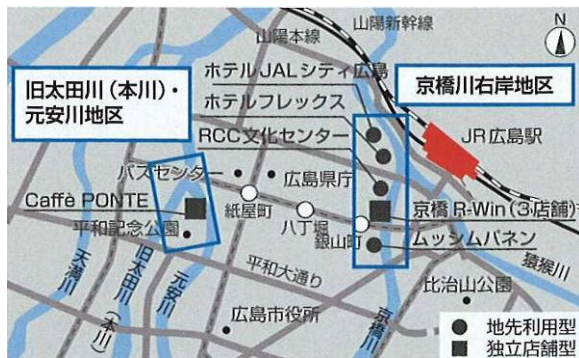 山陽本線
山陽新幹線
N
旧太田川(本川)・
元安川地区
ホテルJALシティ広島
ホテルフレックス
RCC文化センター
京橋川右岸地区
JR広島駅
バスセンター
広島県庁
Caffè PONTE
紙屋町
八丁堀
銀山町
京橋 R-Win(3店舗)
平和記念公園
ムッシムパネン
天満川
旧太田川(本川)
元安川
平和大通り
広島市役所
京橋川
猿猴川
比治山公園
● 地先利用型
■ 独立店舗型